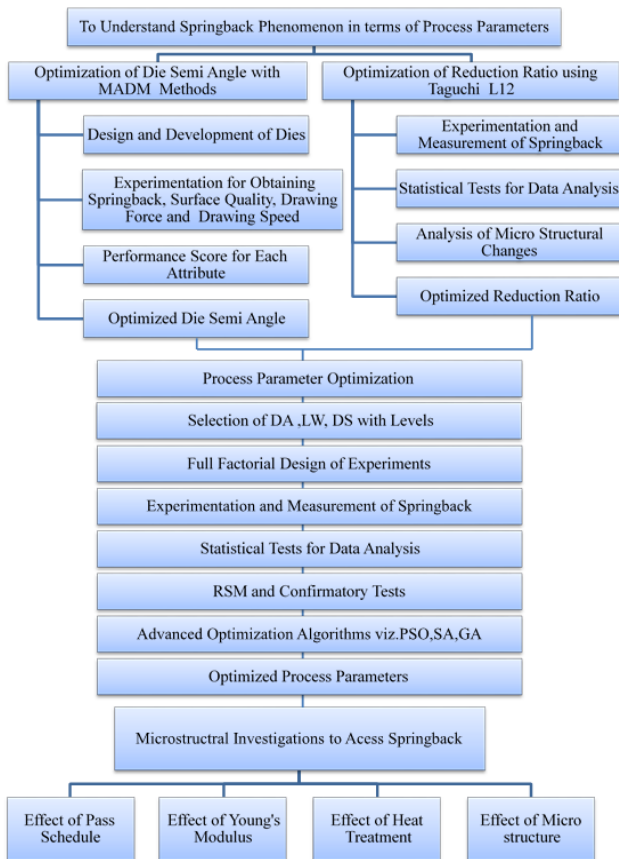 To Understand Springback Phenomenon in terms of Process Parameters
Optimization of Die Semi Angle with
MADM Methods
Design and Development of Dies
Experimentation for Obtaining
Springback, Surface Quality, Drawing
Force and Drawing Speed
Performance Score for Each
Attribute
Optimized Die Semi Angle
Optimization of Reduction Ratio using
Taguchi L12
Experimentation and
Measurement of Springback
Statistical Tests for Data Analysis
Analysis of Micro Structural
Changes
Optimized Reduction Ratio
Process Parameter Optimization
Selection of DA ,LW, DS with Levels
Full Factorial Design of Experiments
Experimentation and Measurement of Springback
Statistical Tests for Data Analysis
RSM and Confirmatory Tests
Advanced Optimization Algorithms viz.PSO,SA,GA
Optimized Process Parameters
Microstructral Investigations to Acess Springback
Effect of Pass
Schedule
Effect of Young's
Modulus
Effect of Heat
Treatment
Effect of Micro
structure